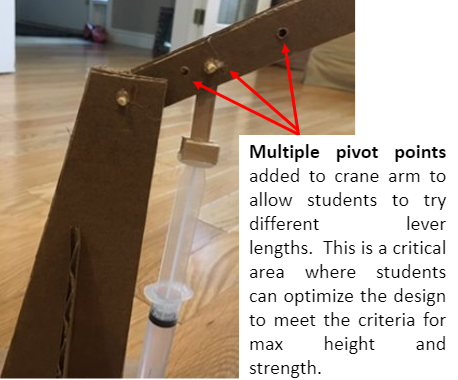 Multiple pivot points
added to crane arm to
allow students to try
different lever
lengths. This is a critical
area where students
can optimize the design
to meet the criteria for
max height and
strength.